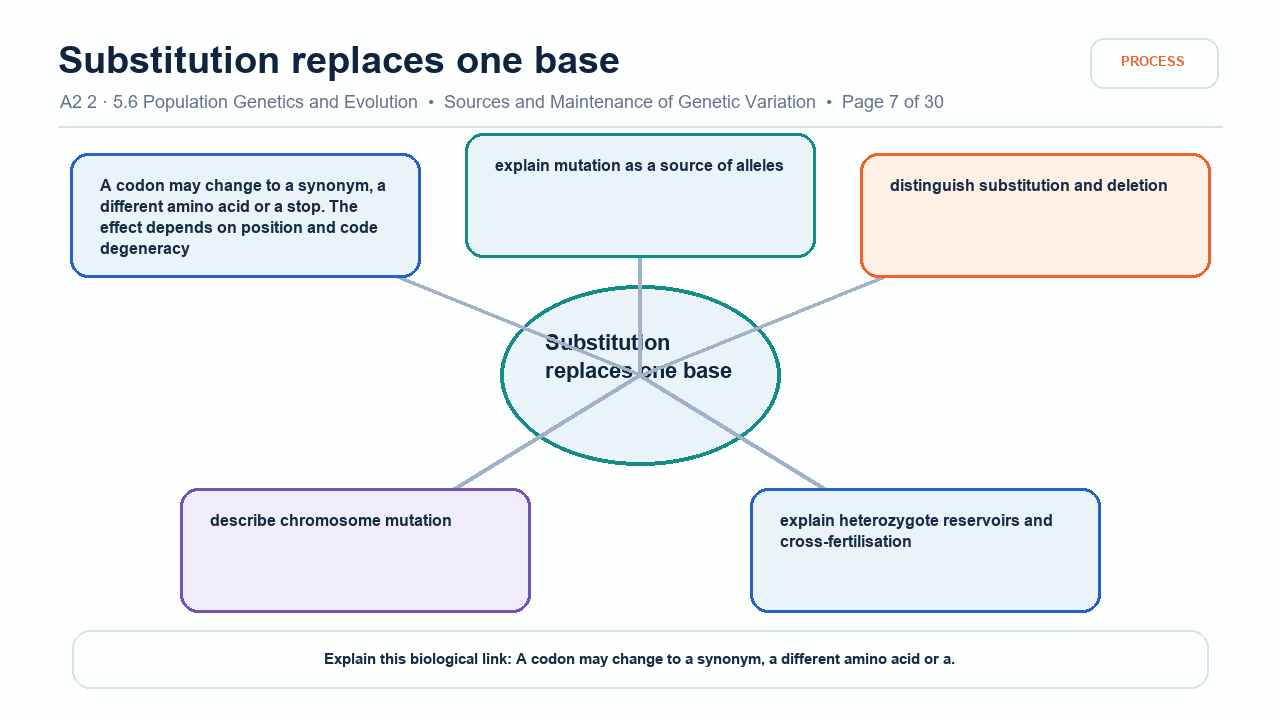 Substitution replaces one base
PROCESS
A2 2 · 5.6 Population Genetics and Evolution • Sources and Maintenance of Genetic Variation • Page 7 of 30
A codon may change to a synonym, a
different amino acid or a stop. The
effect depends on position and code
degeneracy
explain mutation as a source of alleles
distinguish substitution and deletion
Substitution
replaces one base
describe chromosome mutation
explain heterozygote reservoirs and
cross-fertilisation
Explain this biological link: A codon may change to a synonym, a different amino acid or a.